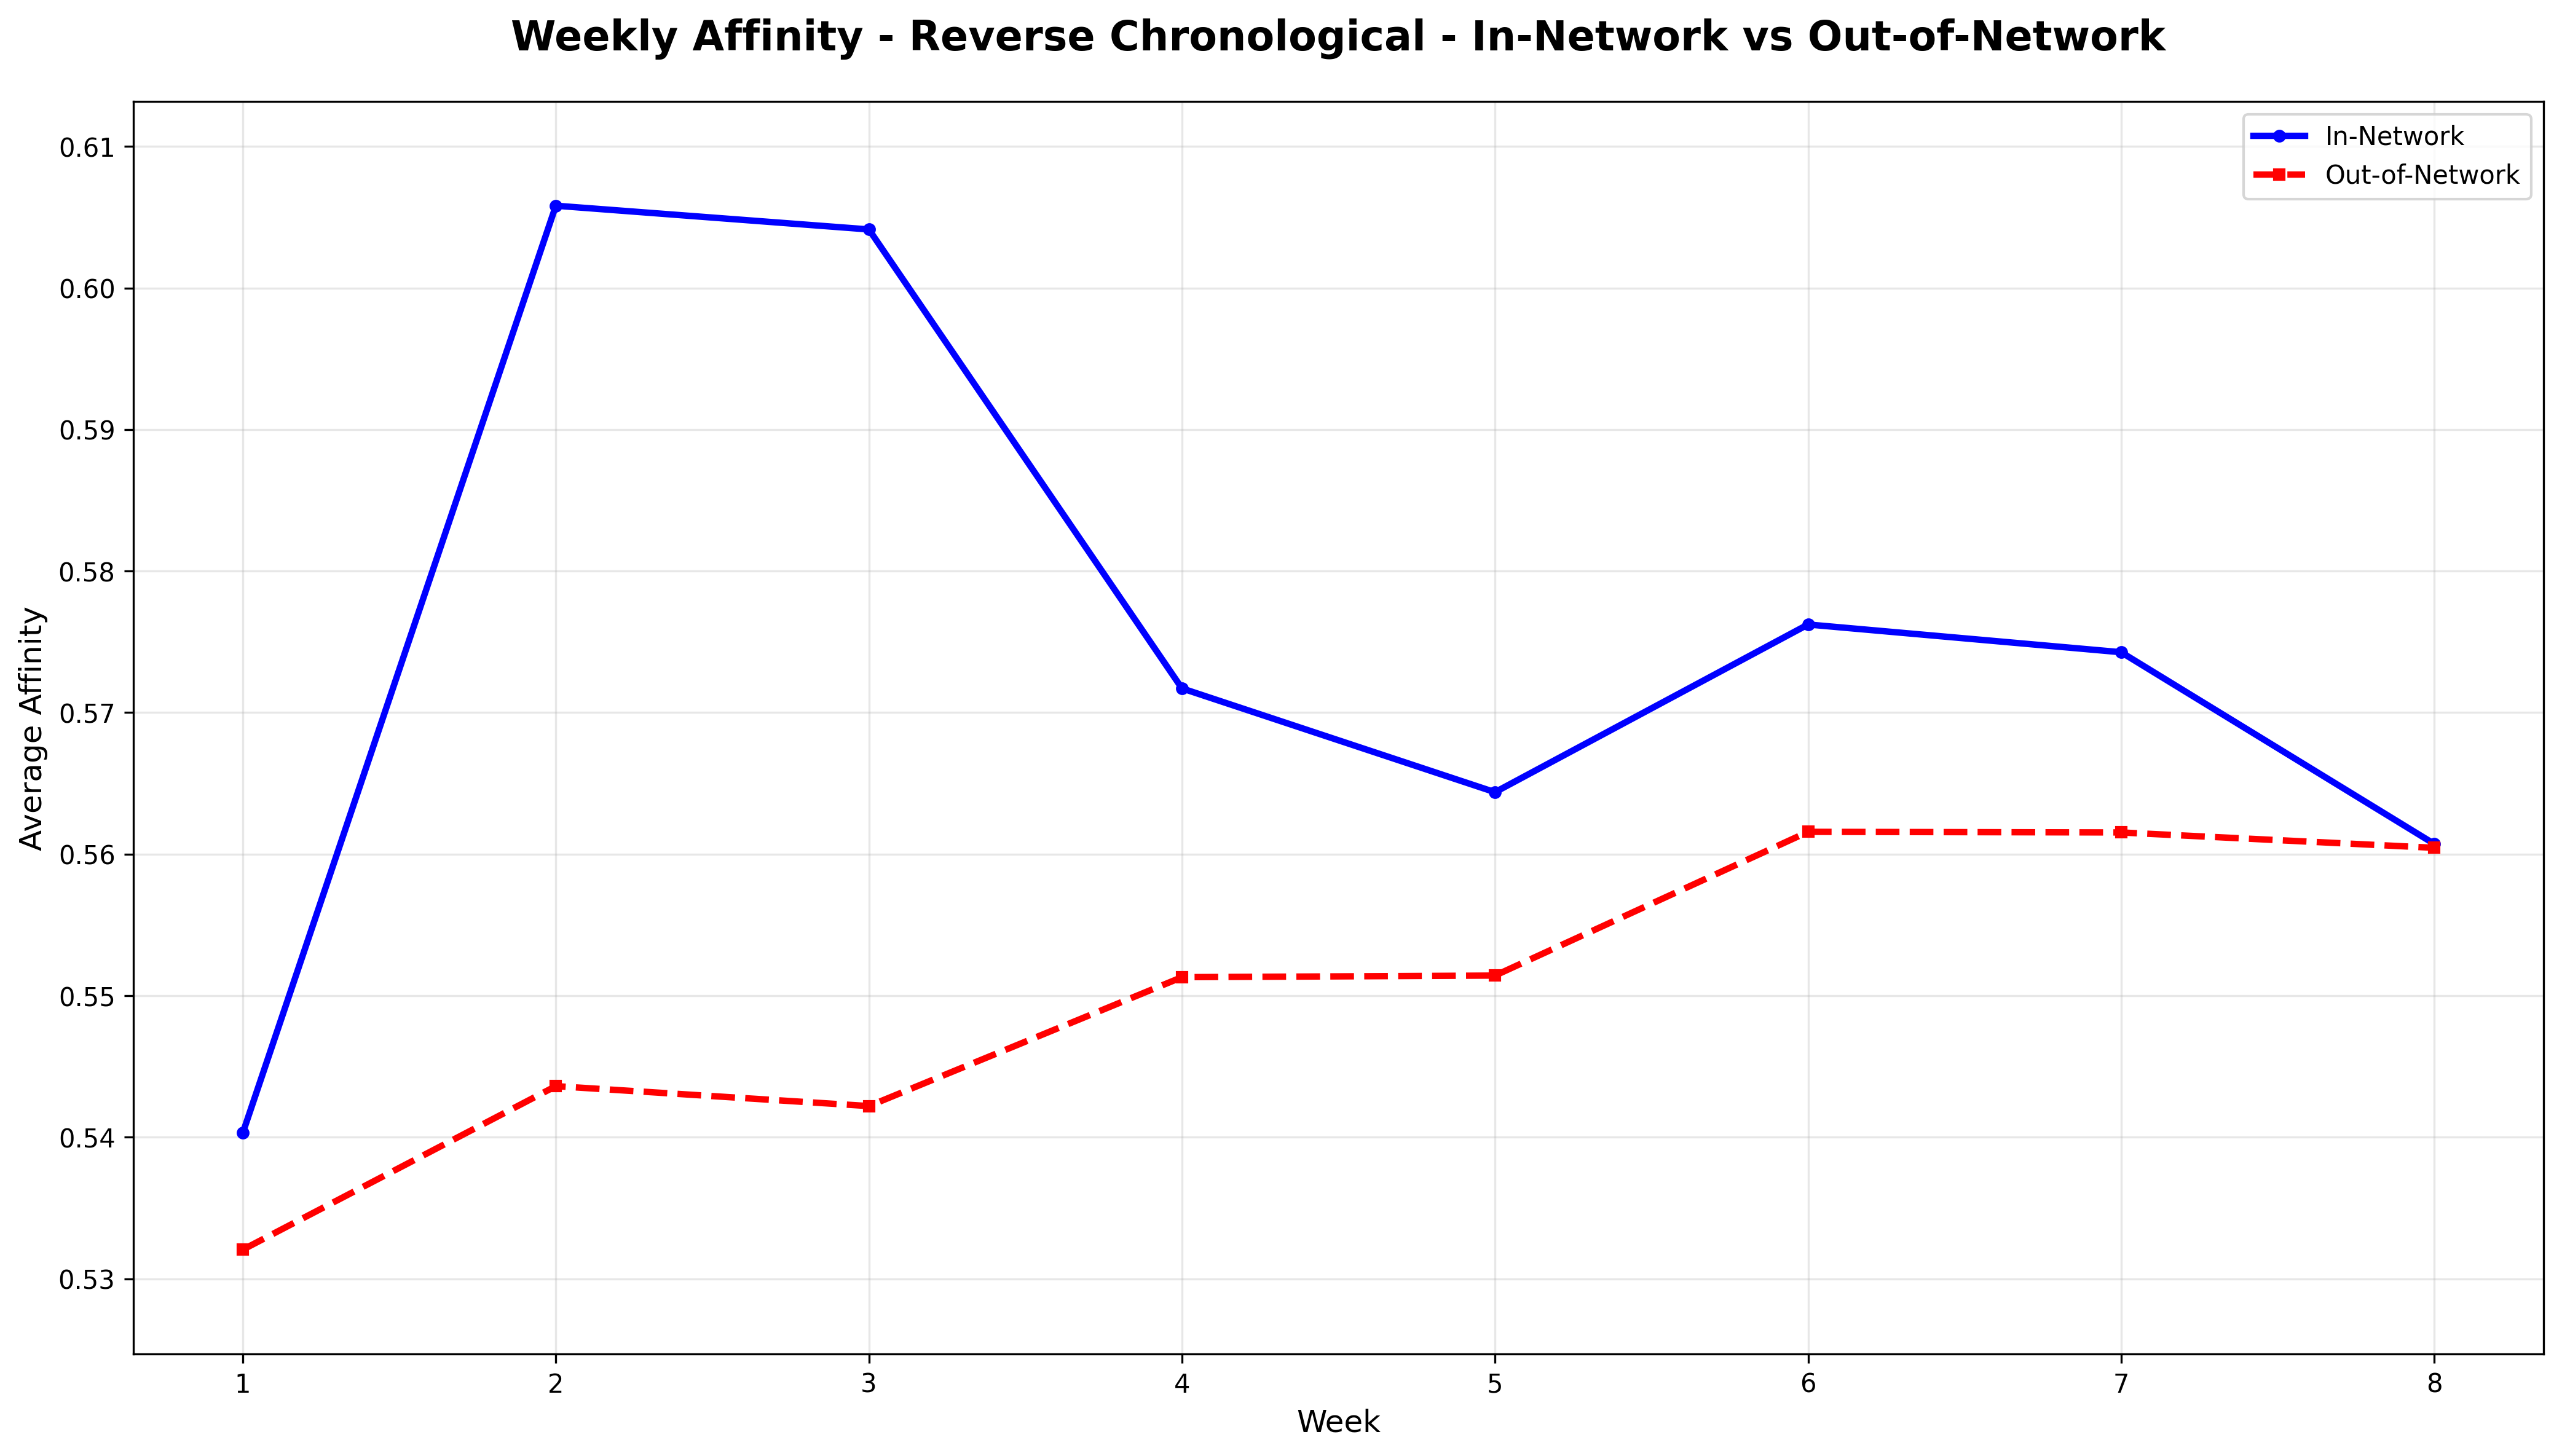 Weekly Affinity - Reverse Chronological - In-Network vs Out-of-Network
In-Network
Out-of-Network
Average Affinity
0.61
0.60
0.59
0.58
0.57
0.56
0.55
0.54
0.53
1 2 3 4 5 6 7 8
Week